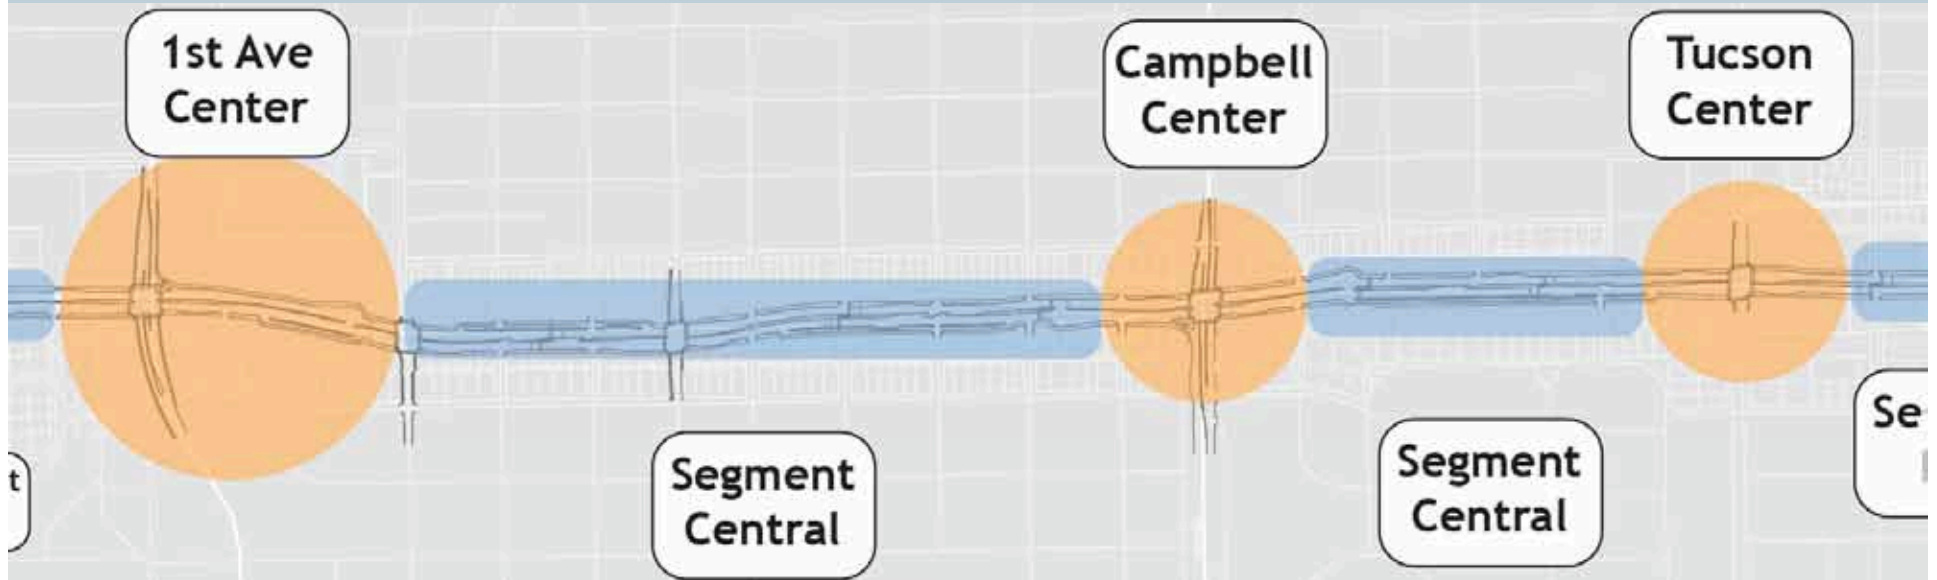 1st Ave
Center
Campbell
Center
Tucson
Center
Segment
Central
Segment
Central